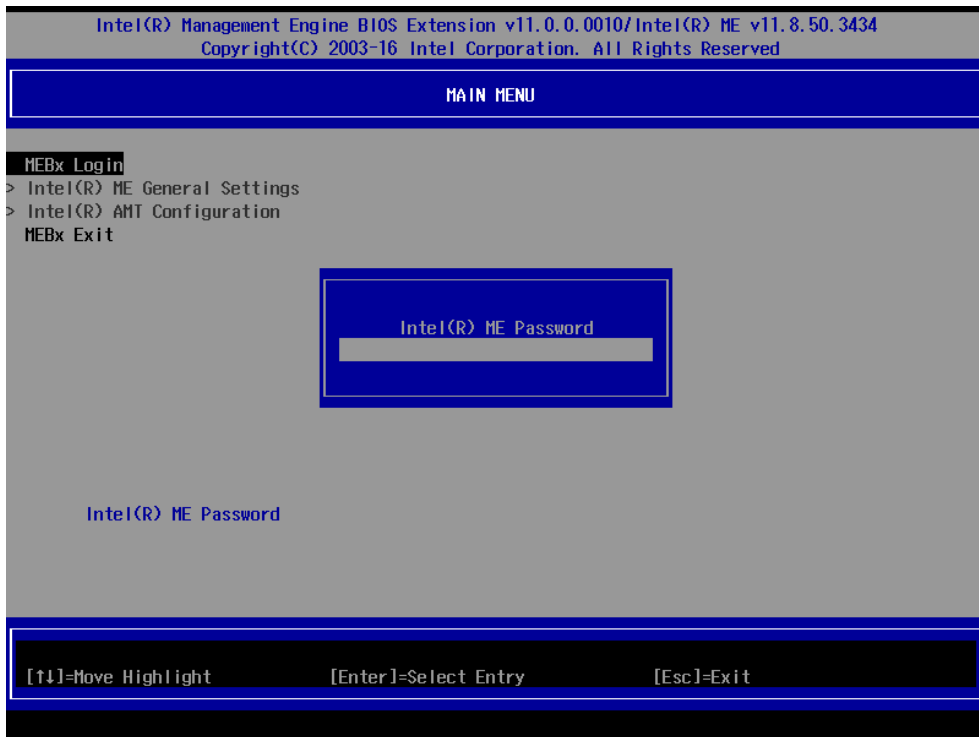 Intel(R) Management Engine BIOS Extension v11.0.0.0010/Intel(R) ME v11.8.50.3434
Copyright(C) 2003-16 Intel Corporation. All Rights Reserved
MAIN MENU
MEBx Login
> Intel(R) ME General Settings
> Intel(R) AMT Configuration
MEBx Exit
Intel(R) ME Password
Intel(R) ME Password
[↑↓]=Move Highlight [Enter]=Select Entry [Esc]=Exit